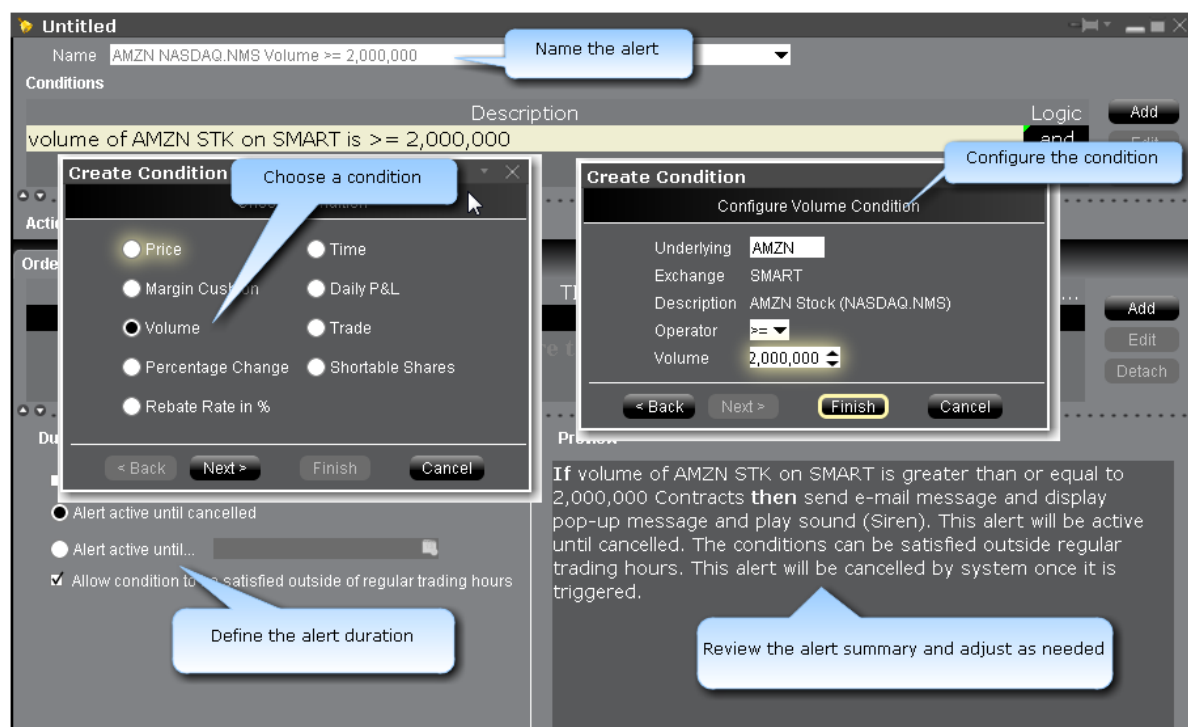 Untitled
Name AMZN NASDAQ.NMS Volume >= 2,000,000
Name the alert
Conditions
Description Logic Add
volume of AMZN STK on SMART is >= 2,000,000 and Edit
Create Condition
Choose a condition
Price Time
Margin Cushion Daily P&L
Volume Trade
Percentage Change Shortable Shares
Rebate Rate in %
< Back Next > Finish Cancel
Configure the condition
Create Condition
Configure Volume Condition
Underlying AMZN
Exchange SMART
Description AMZN Stock (NASDAQ.NMS)
Operator >=
Volume 2,000,000
< Back Next > Finish Cancel
Add
Edit
Detach
Alert active until cancelled
Alert active until...
Allow condition to be satisfied outside of regular trading hours
Define the alert duration
Preview
If volume of AMZN STK on SMART is greater than or equal to
2,000,000 Contracts then send e-mail message and display
pop-up message and play sound (Siren). This alert will be active
until cancelled. The conditions can be satisfied outside regular
trading hours. This alert will be cancelled by system once it is
triggered.
Review the alert summary and adjust as needed